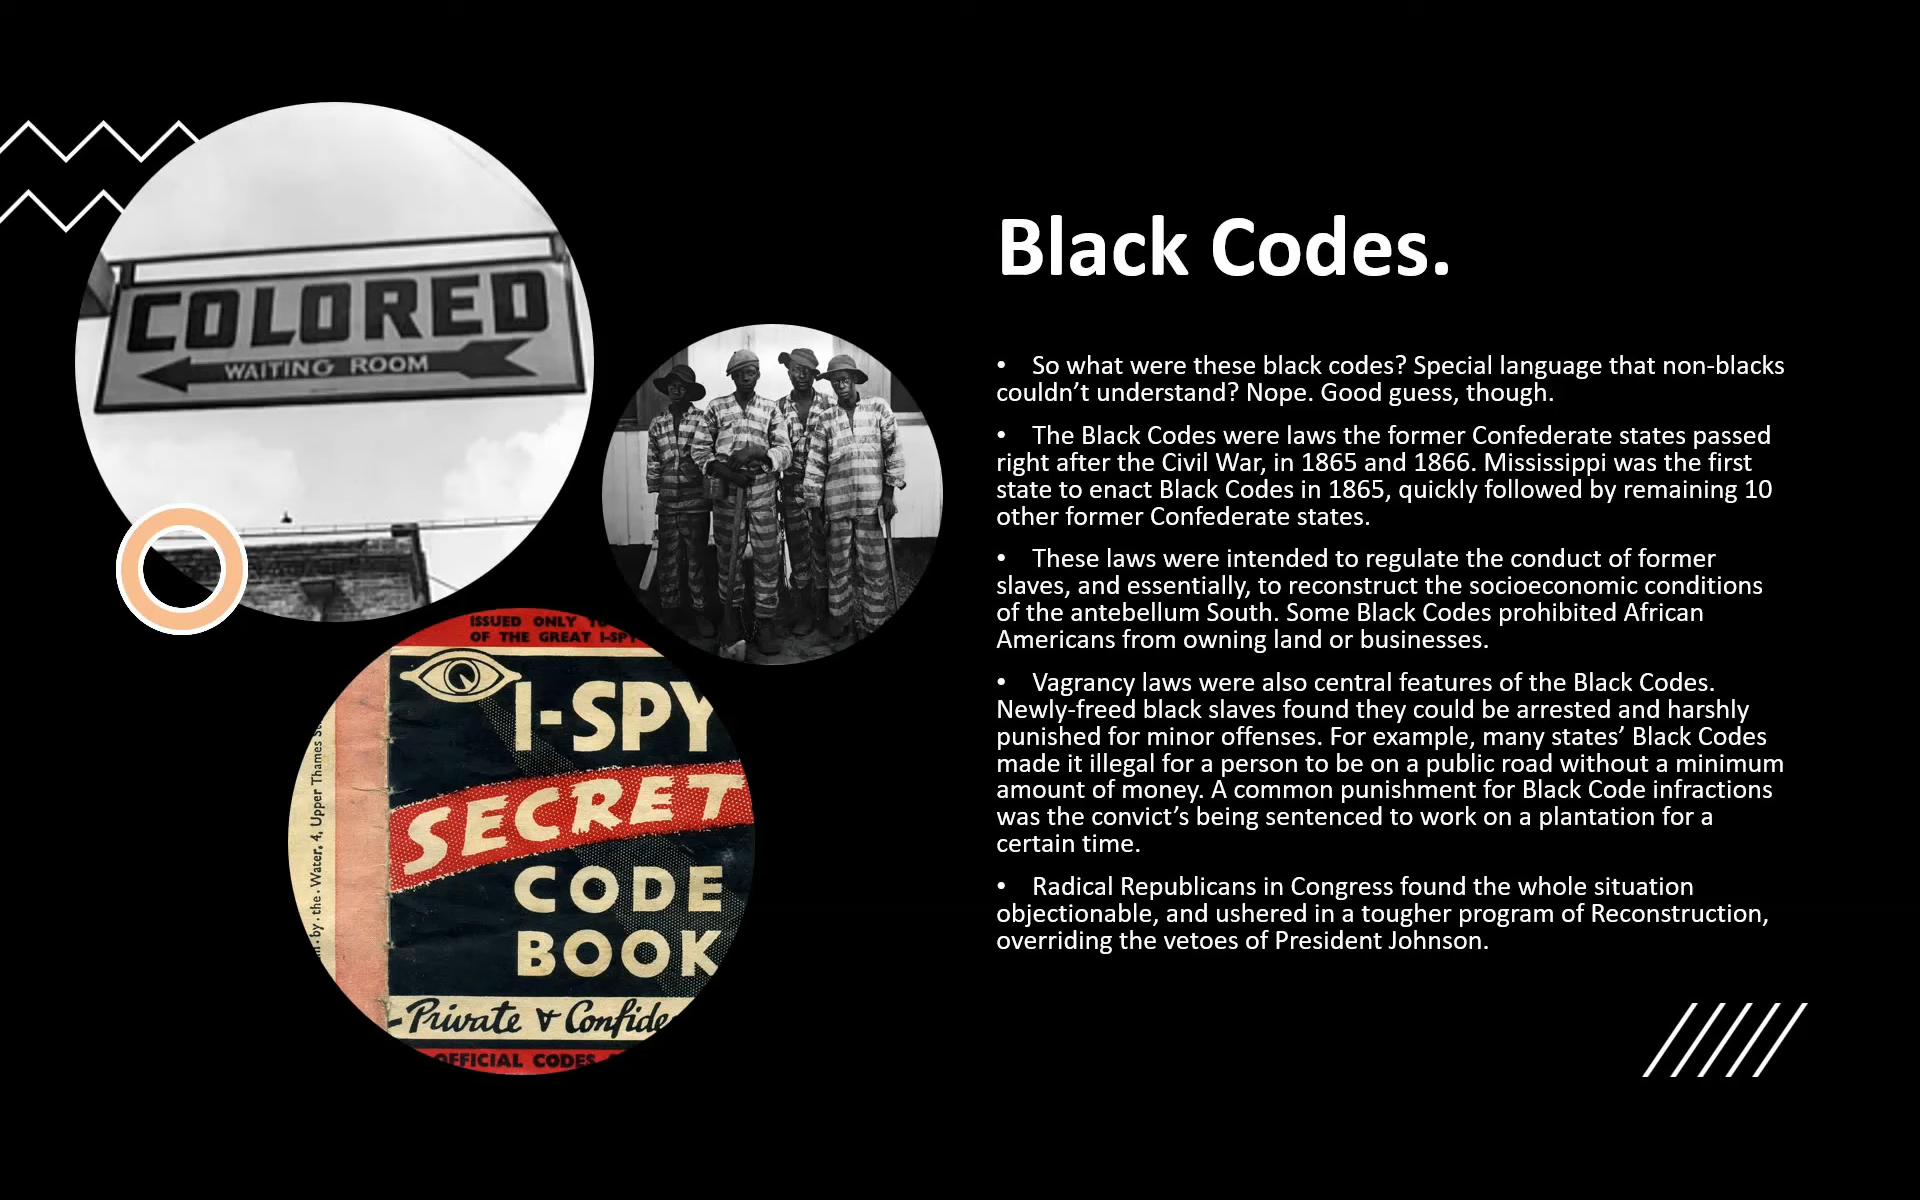 COLORED
WAITING ROOM
ISSUED ONLY
OF THE GREAT I-SPY
I-SPY
SECRET
CODE
BOOK
Private & Confide
OFFICIAL CODES
by · the · Water, 4, Upper Thames
Black Codes.
• So what were these black codes? Special language that non-blacks
couldn’t understand? Nope. Good guess, though.
• The Black Codes were laws the former Confederate states passed
right after the Civil War, in 1865 and 1866. Mississippi was the first
state to enact Black Codes in 1865, quickly followed by remaining 10
other former Confederate states.
• These laws were intended to regulate the conduct of former
slaves, and essentially, to reconstruct the socioeconomic conditions
of the antebellum South. Some Black Codes prohibited African
Americans from owning land or businesses.
• Vagrancy laws were also central features of the Black Codes.
Newly-freed black slaves found they could be arrested and harshly
punished for minor offenses. For example, many states’ Black Codes
made it illegal for a person to be on a public road without a minimum
amount of money. A common punishment for Black Code infractions
was the convict’s being sentenced to work on a plantation for a
certain time.
• Radical Republicans in Congress found the whole situation
objectionable, and ushered in a tougher program of Reconstruction,
overriding the vetoes of President Johnson.